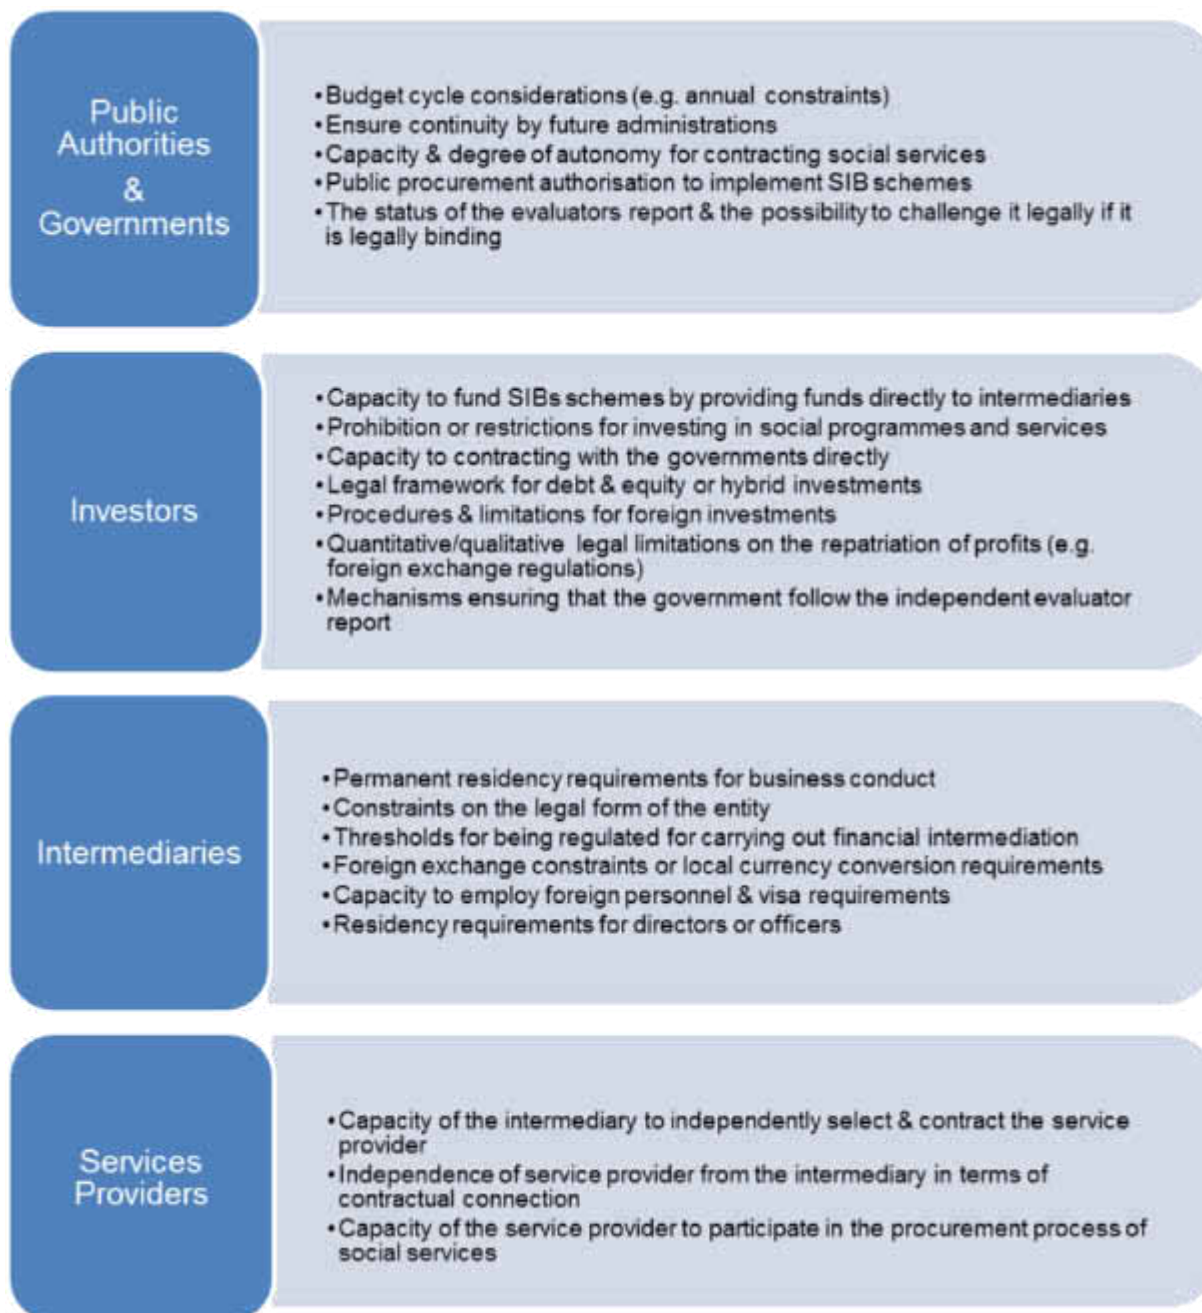 Public
Authorities
&
Governments
•Budget cycle considerations (e.g. annual constraints)
•Ensure continuity by future administrations
•Capacity & degree of autonomy for contracting social services
•Public procurement authorisation to implement SIB schemes
•The status of the evaluators report & the possibility to challenge it legally if it
is legally binding
Investors
•Capacity to fund SIBs schemes by providing funds directly to intermediaries
•Prohibition or restrictions for investing in social programmes and services
•Capacity to contracting with the governments directly
•Legal framework for debt & equity or hybrid investments
•Procedures & limitations for foreign investments
•Quantitative/qualitative legal limitations on the repatriation of profits (e.g.
foreign exchange regulations)
•Mechanisms ensuring that the government follow the independent evaluator
report
Intermediaries
•Permanent residency requirements for business conduct
•Constraints on the legal form of the entity
•Thresholds for being regulated for carrying out financial intermediation
•Foreign exchange constraints or local currency conversion requirements
•Capacity to employ foreign personnel & visa requirements
•Residency requirements for directors or officers
Services
Providers
•Capacity of the intermediary to independently select & contract the service
provider
•Independence of service provider from the intermediary in terms of
contractual connection
•Capacity of the service provider to participate in the procurement process of
social services